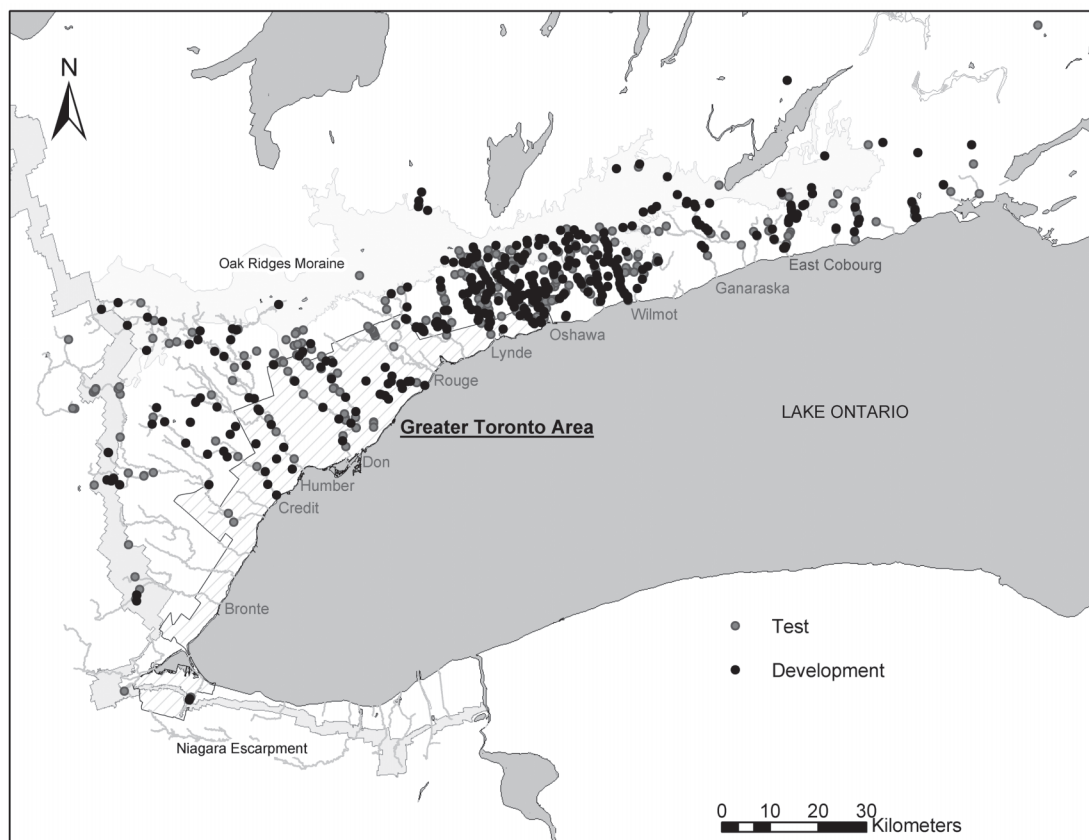 N
Oak Ridges Moraine
East Cobourg
Ganaraska
Wilmot
Oshawa
Lynde
Rouge
LAKE ONTARIO
Greater Toronto Area
Don
Humber
Credit
Bronte
Test
Development
Niagara Escarpment
0 10 20 30
Kilometers